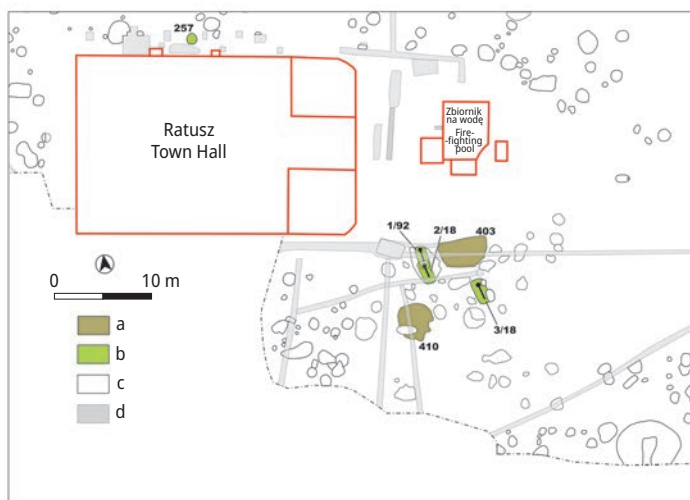 257
Ratusz
Town Hall
Zbiornik
na wodę
Fire-
-fighting
pool
1/92
2/18
403
3/18
410
0 10 m
a
b
c
d